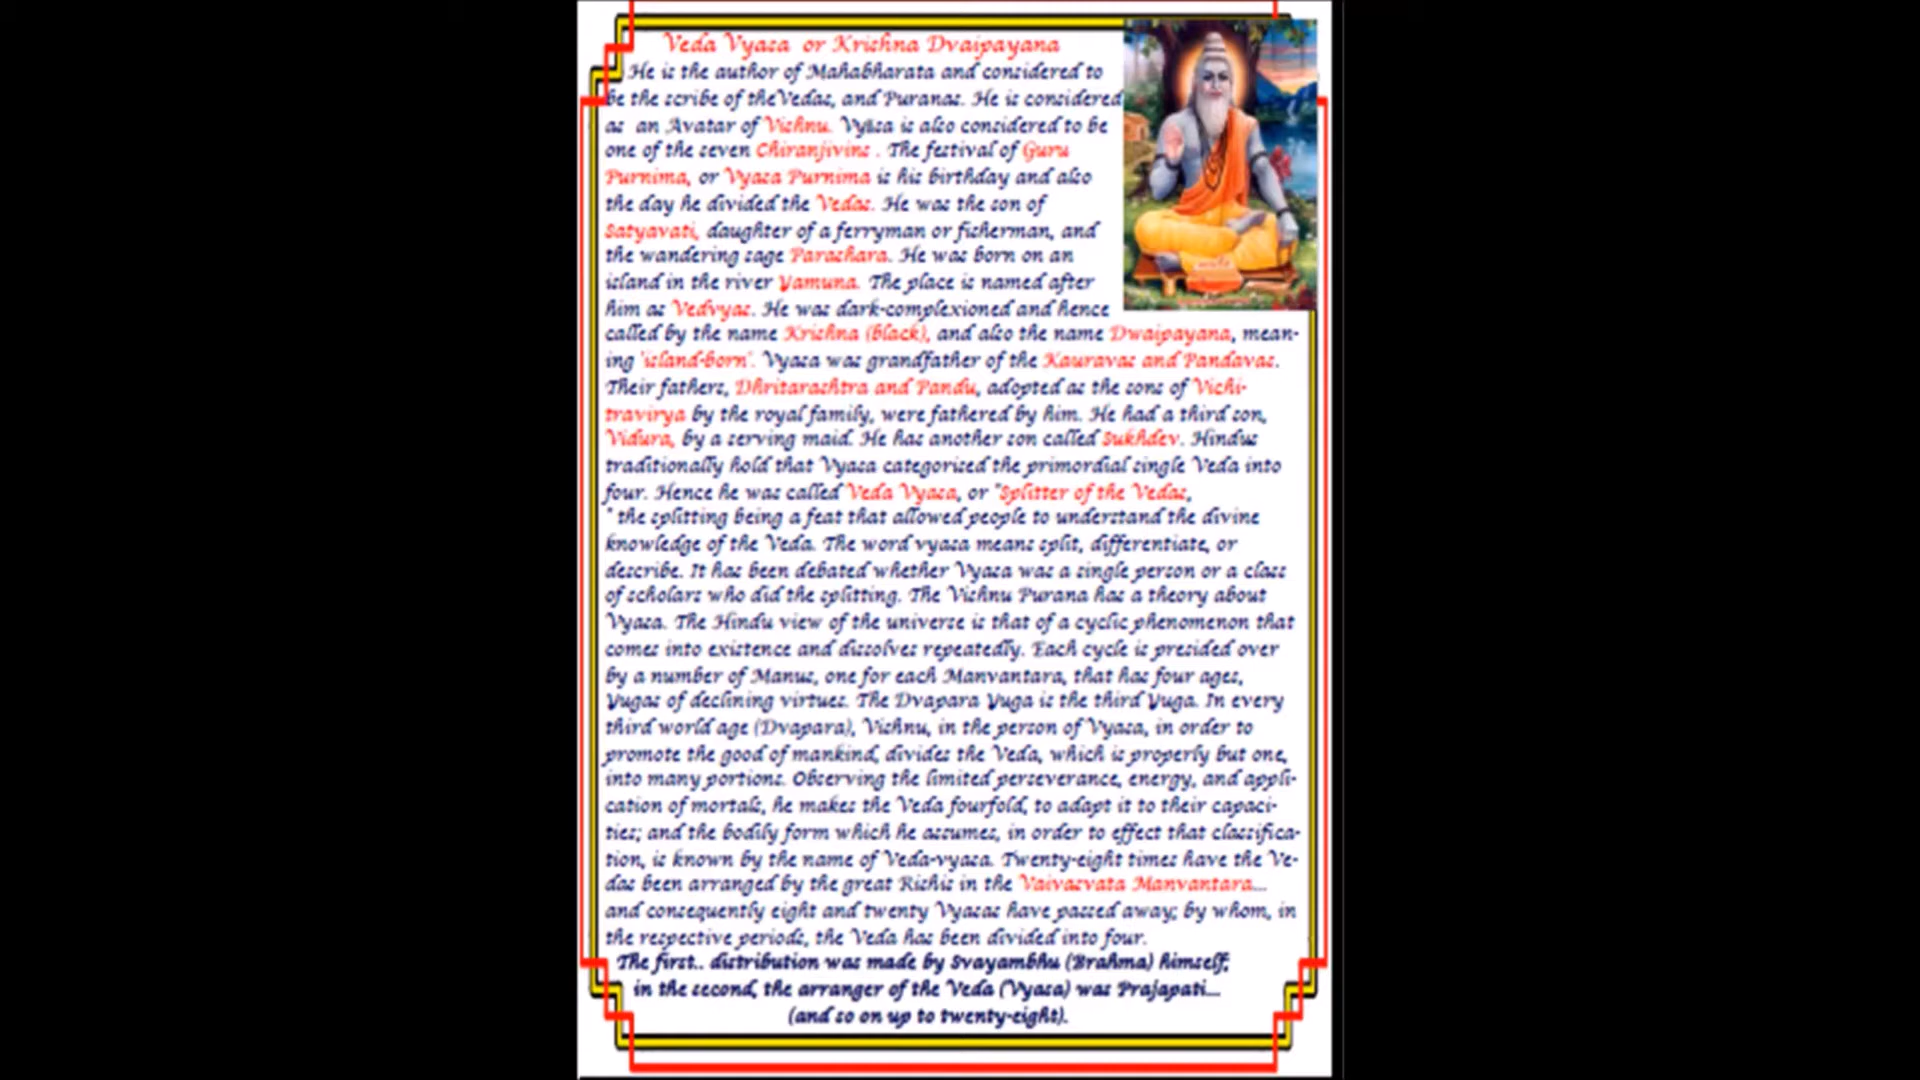 Veda Vyasa or Krishna Dvaipayana
He is the author of Mahabharata and considered to
be the scribe of theVedas, and Puranas. He is considered
as an Avatar of Vishnu. Vyāsa is also considered to be
one of the seven Chiranjivins . The festival of Guru
Purnima, or Vyasa Purnima is his birthday and also
the day he divided the Vedas. He was the son of
Satyavati, daughter of a ferryman or fisherman, and
the wandering sage Parashara. He was born on an
island in the river Yamuna. The place is named after
him as Vedvyas. He was dark-complexioned and hence
called by the name Krishna (black), and also the name Dwaipayana, mean-
ing 'island-born'. Vyasa was grandfather of the Kauravas and Pandavas.
Their fathers, Dhritarashtra and Pandu, adopted as the sons of Vichi-
travirya by the royal family, were fathered by him. He had a third son,
Vidura, by a serving maid. He has another son called Sukhdev. Hindus
traditionally hold that Vyasa categorised the primordial single Veda into
four. Hence he was called Veda Vyasa, or "Splitter of the Vedas,
" the splitting being a feat that allowed people to understand the divine
knowledge of the Veda. The word vyasa means split, differentiate, or
describe. It has been debated whether Vyasa was a single person or a class
of scholars who did the splitting. The Vishnu Purana has a theory about
Vyasa. The Hindu view of the universe is that of a cyclic phenomenon that
comes into existence and dissolves repeatedly. Each cycle is presided over
by a number of Manus, one for each Manvantara, that has four ages,
Yugas of declining virtues. The Dvapara Yuga is the third Yuga. In every
third world age (Dvapara), Vishnu, in the person of Vyasa, in order to
promote the good of mankind, divides the Veda, which is properly but one,
into many portions. Observing the limited perseverance, energy, and appli-
cation of mortals, he makes the Veda fourfold, to adapt it to their capaci-
ties; and the bodily form which he assumes, in order to effect that classifica-
tion, is known by the name of Veda-vyasa. Twenty-eight times have the Ve-
das been arranged by the great Rishis in the Vaivasvata Manvantara...
and consequently eight and twenty Vyasas have passed away; by whom, in
the respective periods, the Veda has been divided into four.
The first.. distribution was made by Svayambhu (Brahma) himself;
in the second, the arranger of the Veda (Vyasa) was Prajapati...
(and so on up to twenty-eight).